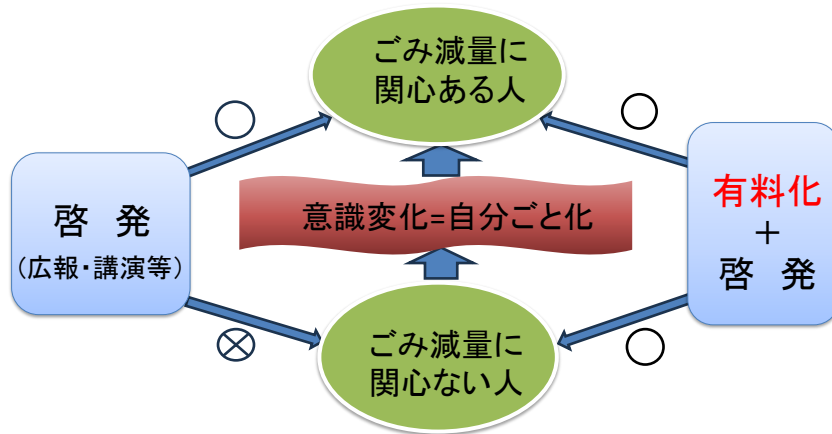 ごみ減量に
関心ある人
○
○
啓 発
(広報・講演等)
意識変化=自分ごと化
有料化
+
啓 発
⊗
○
ごみ減量に
関心ない人